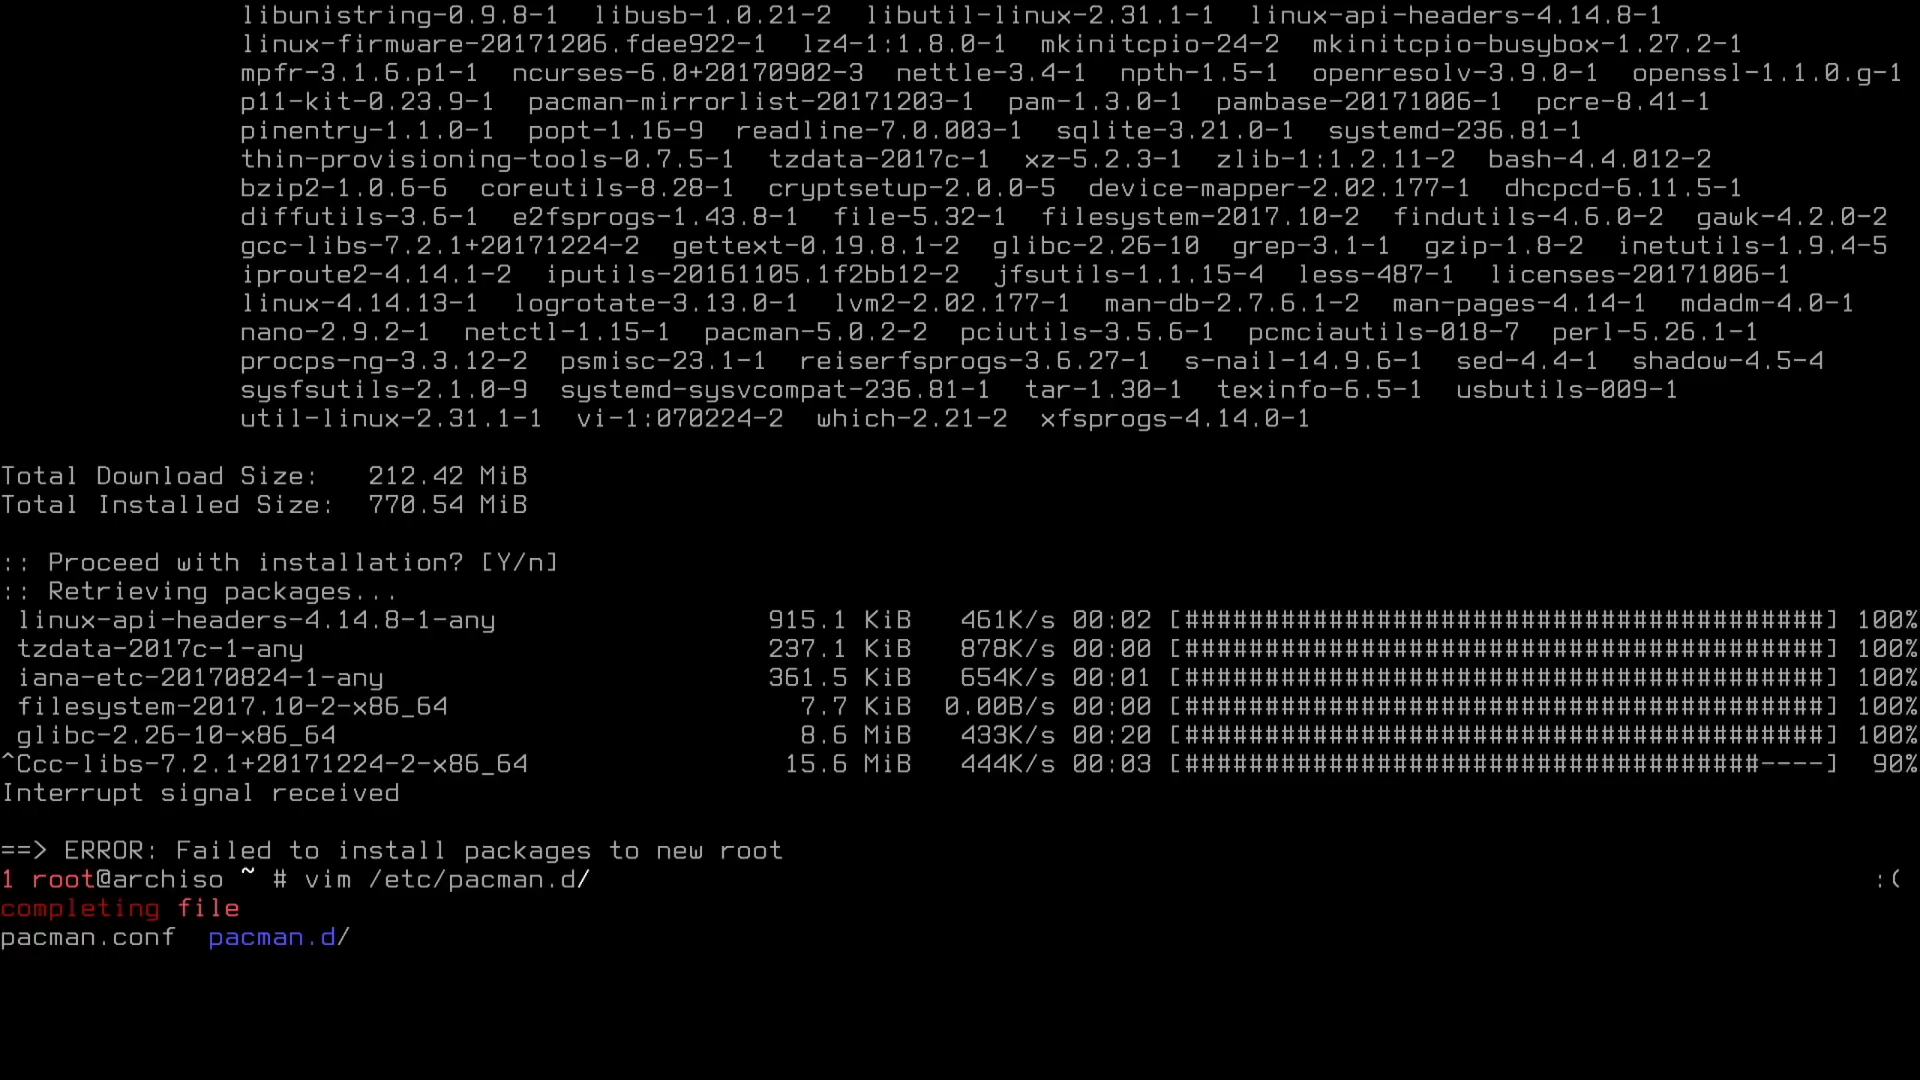 libunistring-0.9.8-1  libusb-1.0.21-2  libutil-linux-2.31.1-1  linux-api-headers-4.14.8-1
linux-firmware-20171206.fdee922-1  lz4-1:1.8.0-1  mkinitcpio-24-2  mkinitcpio-busybox-1.27.2-1
mpfr-3.1.6.p1-1  ncurses-6.0+20170902-3  nettle-3.4-1  npth-1.5-1  openresolv-3.9.0-1  openssl-1.1.0.g-1
p11-kit-0.23.9-1  pacman-mirrorlist-20171203-1  pam-1.3.0-1  pambase-20171006-1  pcre-8.41-1
pinentry-1.1.0-1  popt-1.16-9  readline-7.0.003-1  sqlite-3.21.0-1  systemd-236.81-1
thin-provisioning-tools-0.7.5-1  tzdata-2017c-1  xz-5.2.3-1  zlib-1:1.2.11-2  bash-4.4.012-2
bzip2-1.0.6-6  coreutils-8.28-1  cryptsetup-2.0.0-5  device-mapper-2.02.177-1  dhcpcd-6.11.5-1
diffutils-3.6-1  e2fsprogs-1.43.8-1  file-5.32-1  filesystem-2017.10-2  findutils-4.6.0-2  gawk-4.2.0-2
gcc-libs-7.2.1+20171224-2  gettext-0.19.8.1-2  glibc-2.26-10  grep-3.1-1  gzip-1.8-2  inetutils-1.9.4-5
iproute2-4.14.1-2  iputils-20161105.1f2bb12-2  jfsutils-1.1.15-4  less-487-1  licenses-20171006-1
linux-4.14.13-1  logrotate-3.13.0-1  lvm2-2.02.177-1  man-db-2.7.6.1-2  man-pages-4.14-1  mdadm-4.0-1
nano-2.9.2-1  netctl-1.15-1  pacman-5.0.2-2  pciutils-3.5.6-1  pcmciautils-018-7  perl-5.26.1-1
procps-ng-3.3.12-2  psmisc-23.1-1  reiserfsprogs-3.6.27-1  s-nail-14.9.6-1  sed-4.4-1  shadow-4.5-4
sysfsutils-2.1.0-9  systemd-sysvcompat-236.81-1  tar-1.30-1  texinfo-6.5-1  usbutils-009-1
util-linux-2.31.1-1  vi-1:070224-2  which-2.21-2  xfsprogs-4.14.0-1
Total Download Size:   212.42 MiB
Total Installed Size:  770.54 MiB
:: Proceed with installation? [Y/n]
:: Retrieving packages...
linux-api-headers-4.14.8-1-any  915.1 KiB  461K/s 00:02 [########################################] 100%
tzdata-2017c-1-any  237.1 KiB  878K/s 00:00 [########################################] 100%
iana-etc-20170824-1-any  361.5 KiB  654K/s 00:01 [########################################] 100%
filesystem-2017.10-2-x86_64  7.7 KiB  0.00B/s 00:00 [########################################] 100%
glibc-2.26-10-x86_64  8.6 MiB  433K/s 00:20 [########################################] 100%
^Ccc-libs-7.2.1+20171224-2-x86_64  15.6 MiB  444K/s 00:03 [####################################----]  90%
Interrupt signal received
==> ERROR: Failed to install packages to new root
1 root@archiso ~ # vim /etc/pacman.d/  :(
completing file
pacman.conf  pacman.d/